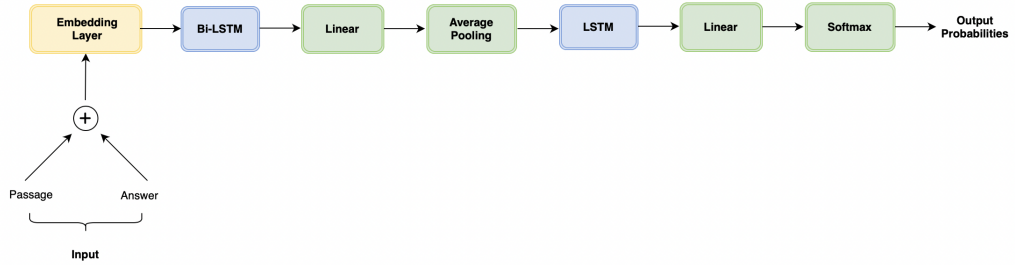 Embedding
Layer
Bi-LSTM
Linear
Average
Pooling
LSTM
Linear
Softmax
Output
Probabilities
+
Passage
Answer
Input